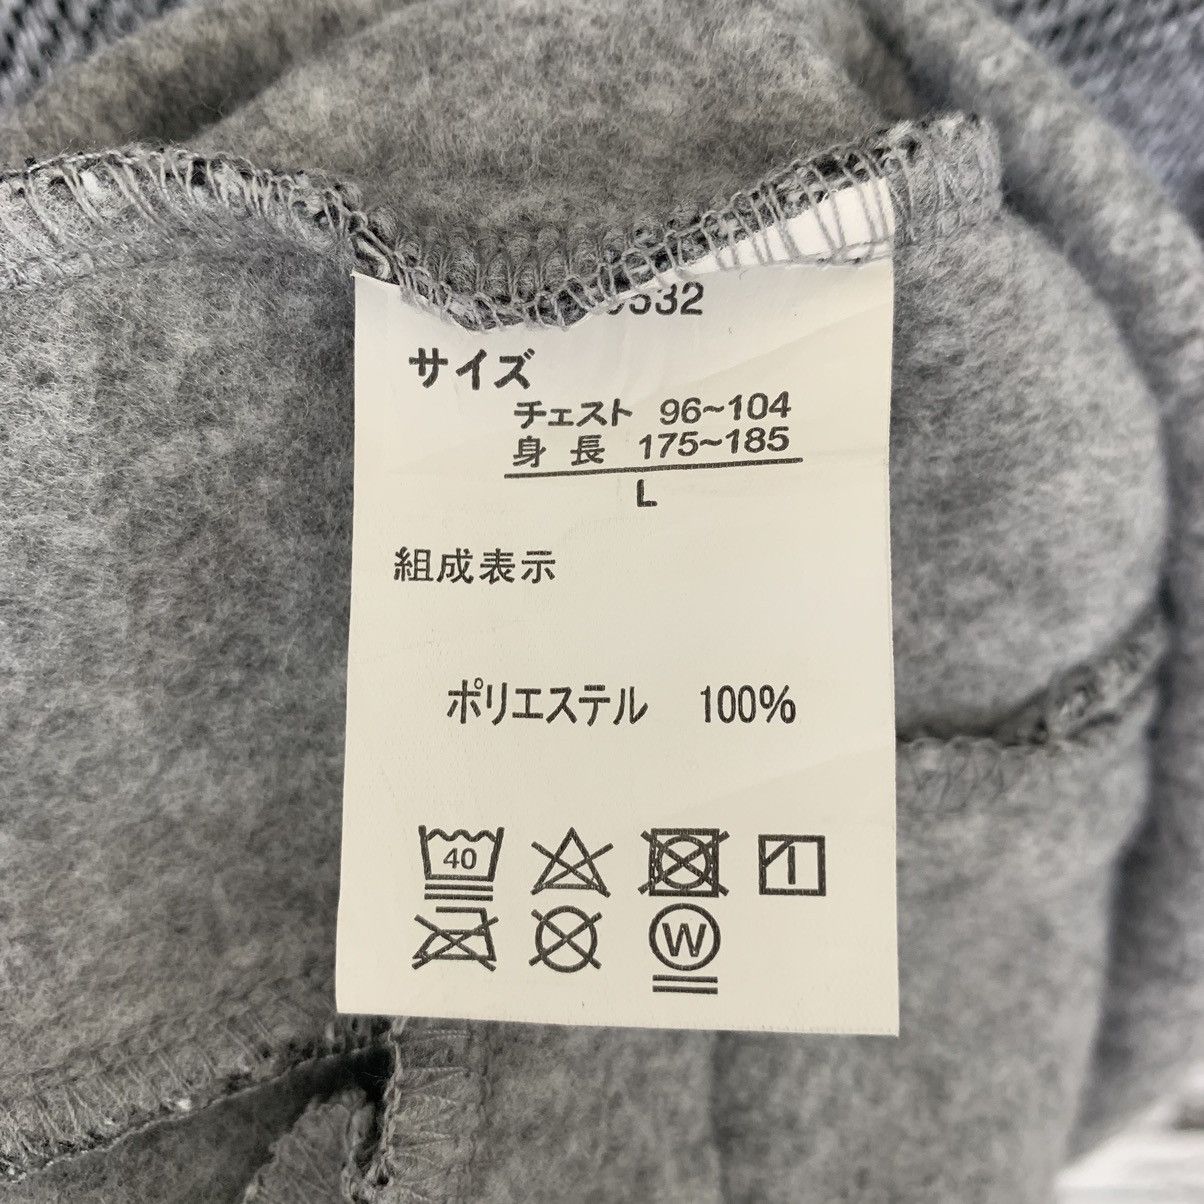 サイズ
チェスト 96~104
身長 175~185
L
組成表示
ポリエステル 100%
40
W